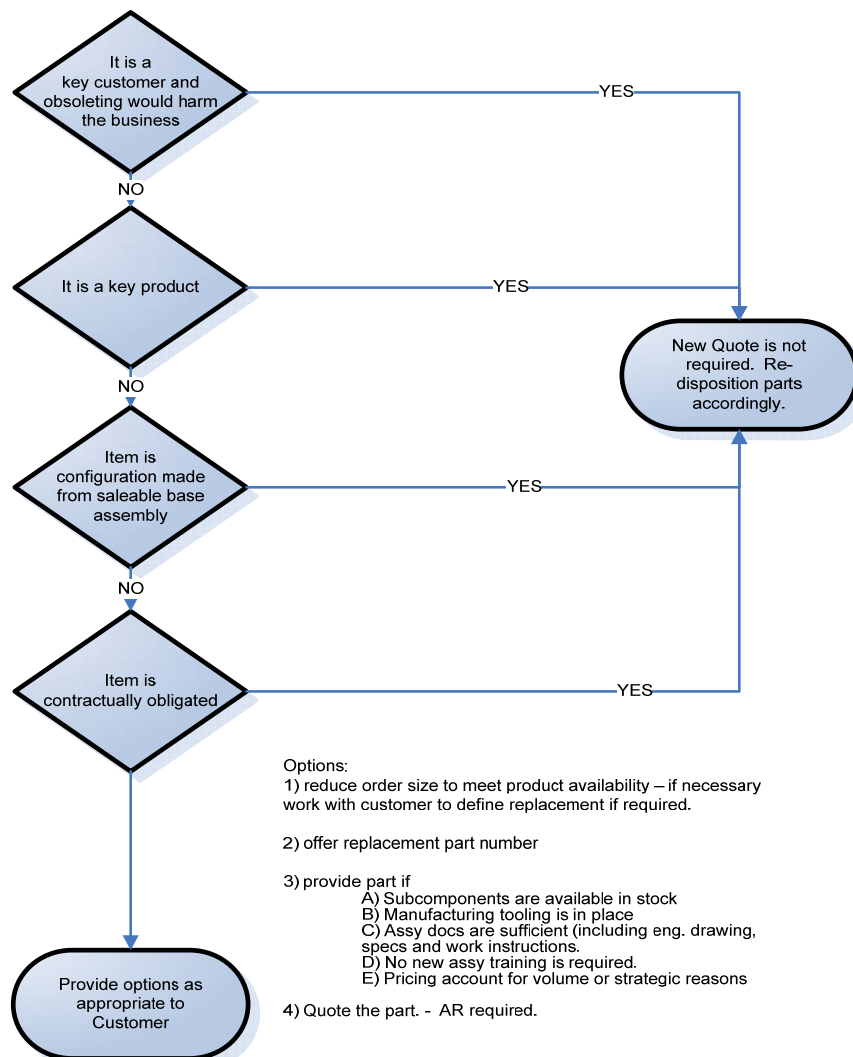 It is a
key customer and
obsoleting would harm
the business
YES
NO
It is a key product
YES
New Quote is not
required. Re-
disposition parts
accordingly.
NO
Item is
configuration made
from saleable base
assembly
YES
NO
Item is
contractually obligated
YES
Options:
1) reduce order size to meet product availability – if necessary
work with customer to define replacement if required.
2) offer replacement part number
3) provide part if
A) Subcomponents are available in stock
B) Manufacturing tooling is in place
C) Assy docs are sufficient (including eng. drawing,
specs and work instructions.
D) No new assy training is required.
E) Pricing account for volume or strategic reasons
4) Quote the part. - AR required.
Provide options as
appropriate to
Customer